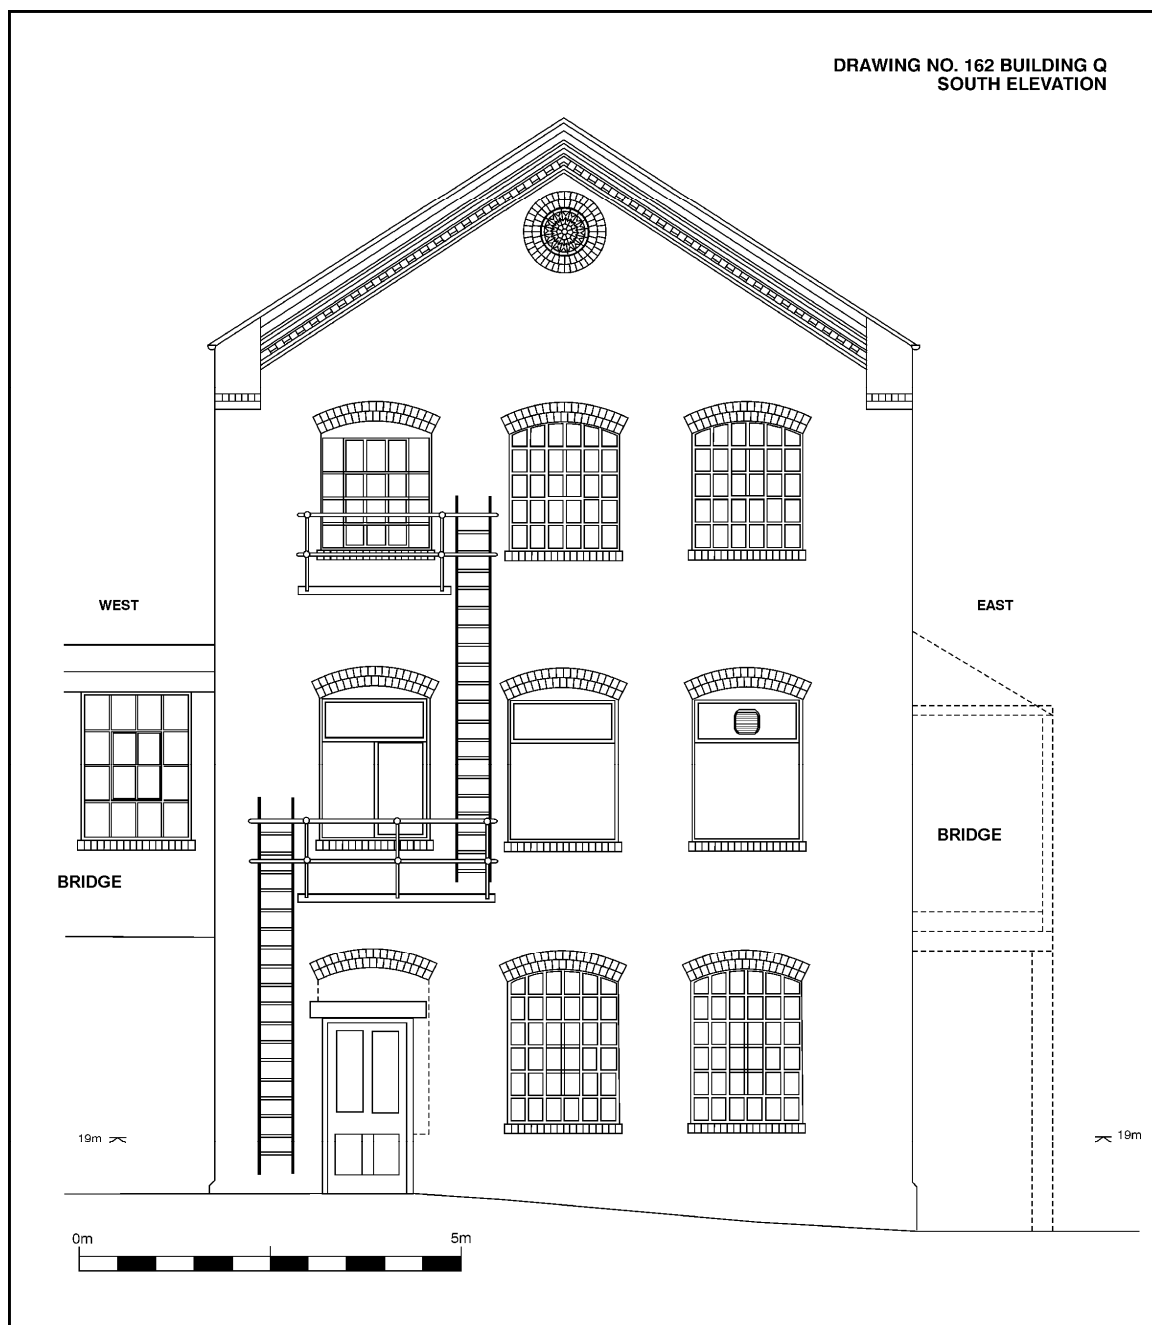 DRAWING NO. 162 BUILDING Q
SOUTH ELEVATION
WEST
EAST
BRIDGE
BRIDGE
19m
19m
0m
5m